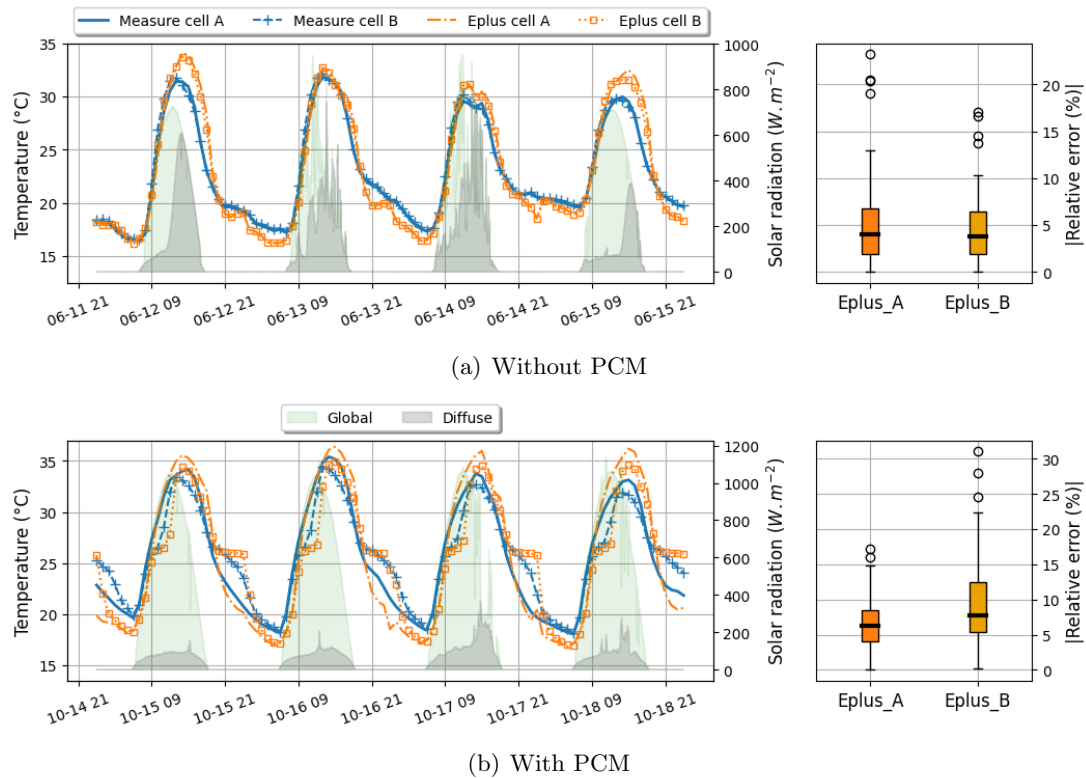 Measure cell A Measure cell B Eplus cell A Eplus cell B
35
30
25
20
15
Temperature (°C)
1000
800
600
400
200
0
Solar radiation (W.m⁻²)
20
15
10
5
0
|Relative error (%)|
06-11 21 06-12 09 06-12 21 06-13 09 06-13 21 06-14 09 06-14 21 06-15 09 06-15 21
Eplus_A Eplus_B
(a) Without PCM
Global Diffuse
35
30
25
20
15
Temperature (°C)
1200
1000
800
600
400
200
0
Solar radiation (W.m⁻²)
30
25
20
15
10
5
0
|Relative error (%)|
10-14 21 10-15 09 10-15 21 10-16 09 10-16 21 10-17 09 10-17 21 10-18 09 10-18 21
Eplus_A Eplus_B
(b) With PCM